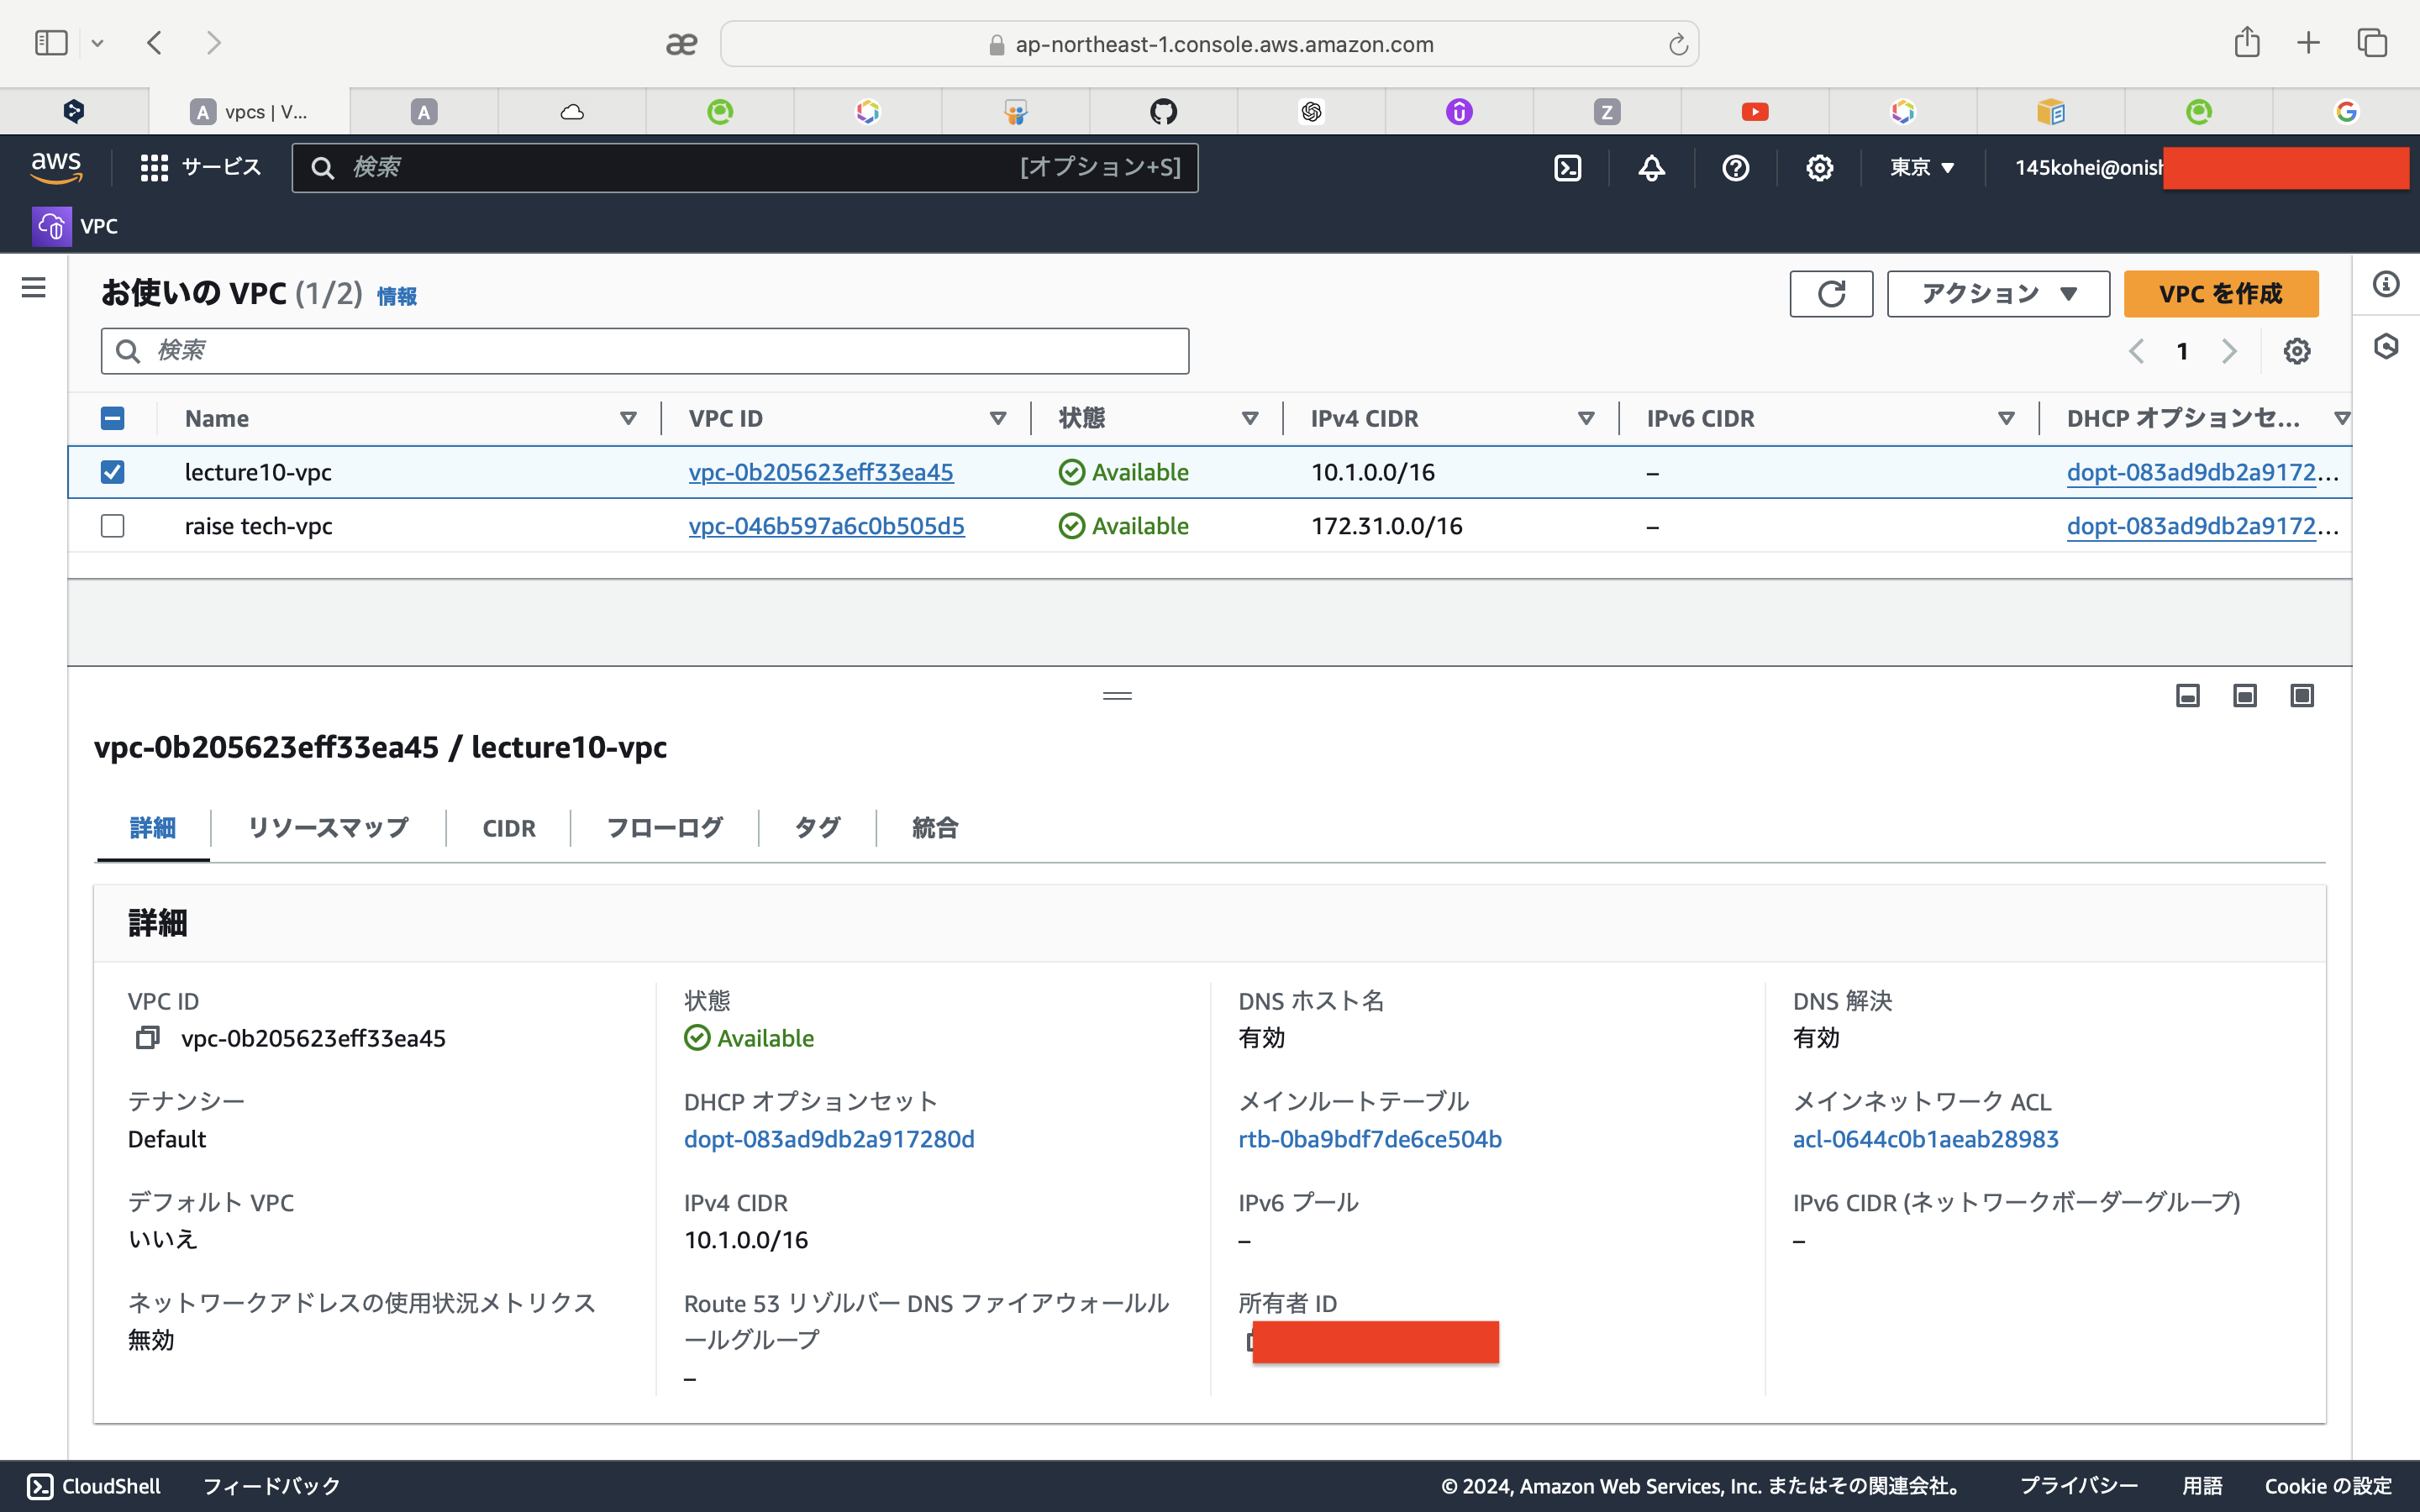 æ
ap-northeast-1.console.aws.amazon.com
A vpcs | V...
A
Z
aws
サービス
検索
[オプション+S]
東京
145kohei@onish
VPC
お使いの VPC (1/2) 情報
アクション
VPC を作成
検索
1
Name VPC ID 状態 IPv4 CIDR IPv6 CIDR DHCP オプションセ...
lecture10-vpc vpc-0b205623eff33ea45 Available 10.1.0.0/16 – dopt-083ad9db2a9172...
raise tech-vpc vpc-046b597a6c0b505d5 Available 172.31.0.0/16 – dopt-083ad9db2a9172...
vpc-0b205623eff33ea45 / lecture10-vpc
詳細 リソースマップ CIDR フローログ タグ 統合
詳細
VPC ID
vpc-0b205623eff33ea45
状態
Available
DNS ホスト名
有効
DNS 解決
有効
テナンシー
Default
DHCP オプションセット
dopt-083ad9db2a917280d
メインルートテーブル
rtb-0ba9bdf7de6ce504b
メインネットワーク ACL
acl-0644c0b1aeab28983
デフォルト VPC
いいえ
IPv4 CIDR
10.1.0.0/16
IPv6 プール
–
IPv6 CIDR (ネットワークボーダーグループ)
–
ネットワークアドレスの使用状況メトリクス
無効
Route 53 リゾルバー DNS ファイアウォールル
ールグループ
–
所有者 ID
CloudShell フィードバック
© 2024, Amazon Web Services, Inc. またはその関連会社。 プライバシー 用語 Cookie の設定